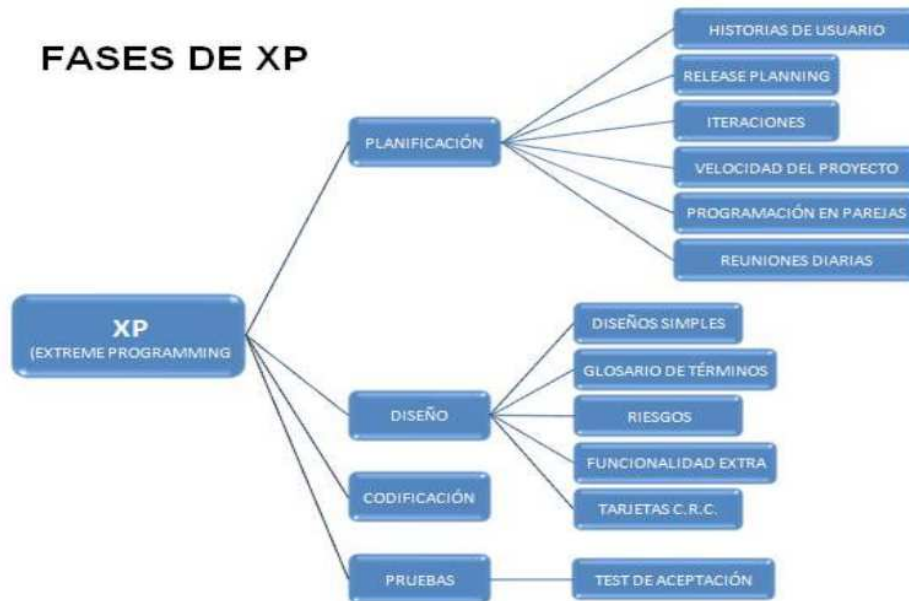 FASES DE XP
HISTORIAS DE USUARIO
RELEASE PLANNING
ITERACIONES
PLANIFICACIÓN
VELOCIDAD DEL PROYECTO
PROGRAMACIÓN EN PAREJAS
REUNIONES DIARIAS
XP
(EXTREME PROGRAMMING
DISEÑOS SIMPLES
GLOSARIO DE TÉRMINOS
DISEÑO
RIESGOS
FUNCIONALIDAD EXTRA
TARJETAS C.R.C.
CODIFICACIÓN
PRUEBAS
TEST DE ACEPTACIÓN